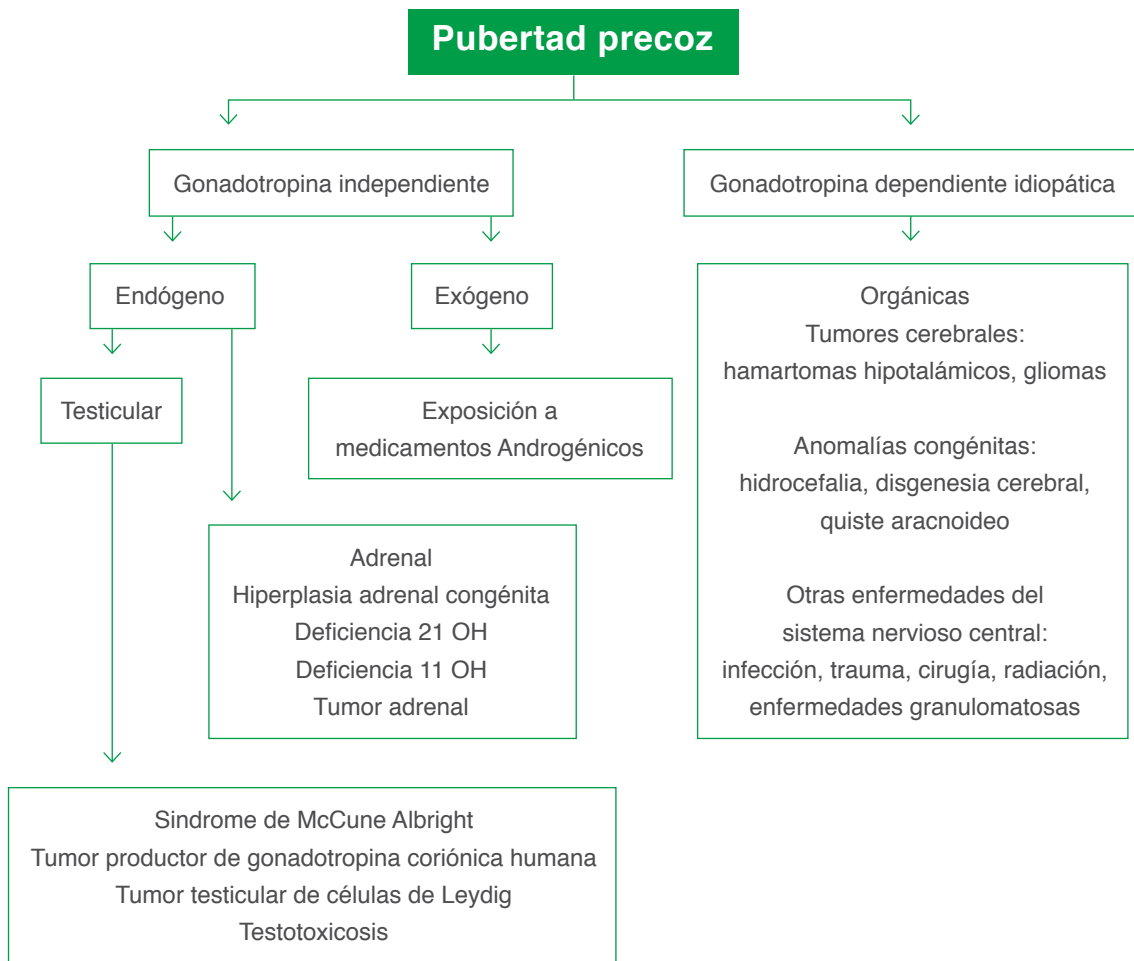 Pubertad precoz
Gonadotropina independiente
Gonadotropina dependiente idiopática
Endógeno
Exógeno
Testicular
Exposición a
medicamentos Androgénicos
Adrenal
Hiperplasia adrenal congénita
Deficiencia 21 OH
Deficiencia 11 OH
Tumor adrenal
Sindrome de McCune Albright
Tumor productor de gonadotropina coriónica humana
Tumor testicular de células de Leydig
Testotoxicosis
Orgánicas
Tumores cerebrales:
hamartomas hipotalámicos, gliomas
Anomalías congénitas:
hidrocefalia, disgenesia cerebral,
quiste aracnoideo
Otras enfermedades del
sistema nervioso central:
infección, trauma, cirugía, radiación,
enfermedades granulomatosas